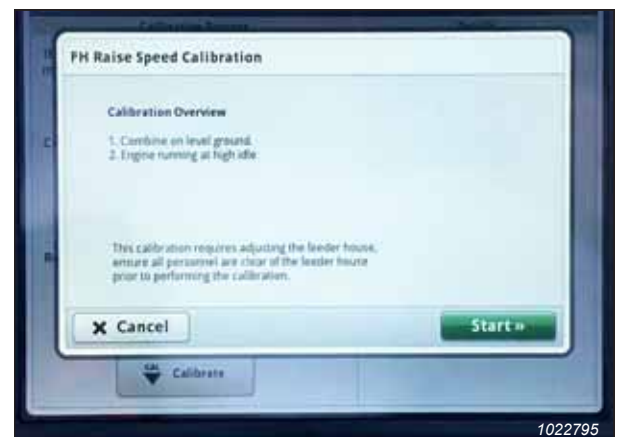 FH Raise Speed Calibration
Calibration Overview
1. Combine on level ground.
2. Engine running at high idle
This calibration requires adjusting the feeder house,
ensure all personnel are clear of the feeder house
prior to performing the calibration.
X Cancel
Start »
CAL
Calibrate
1022795